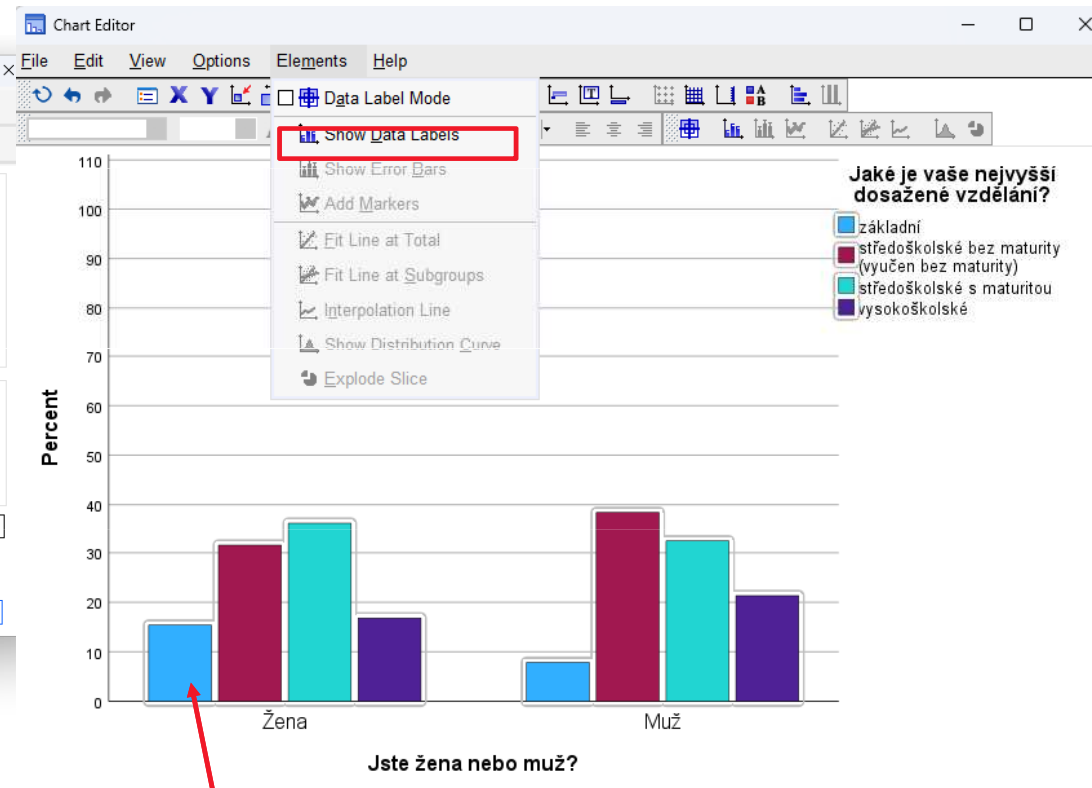 Chart Editor
File Edit View Options Elements Help
Data Label Mode
Show Data Labels
Show Error Bars
Add Markers
Fit Line at Total
Fit Line at Subgroups
Interpolation Line
Show Distribution Curve
Explode Slice
Jaké je vaše nejvyšší
dosažené vzdělání?
základní
středoškolské bez maturity
(vyučen bez maturity)
středoškolské s maturitou
vysokoškolské
Percent
110
100
90
80
70
60
50
40
30
20
10
0
Žena Muž
Jste žena nebo muž?